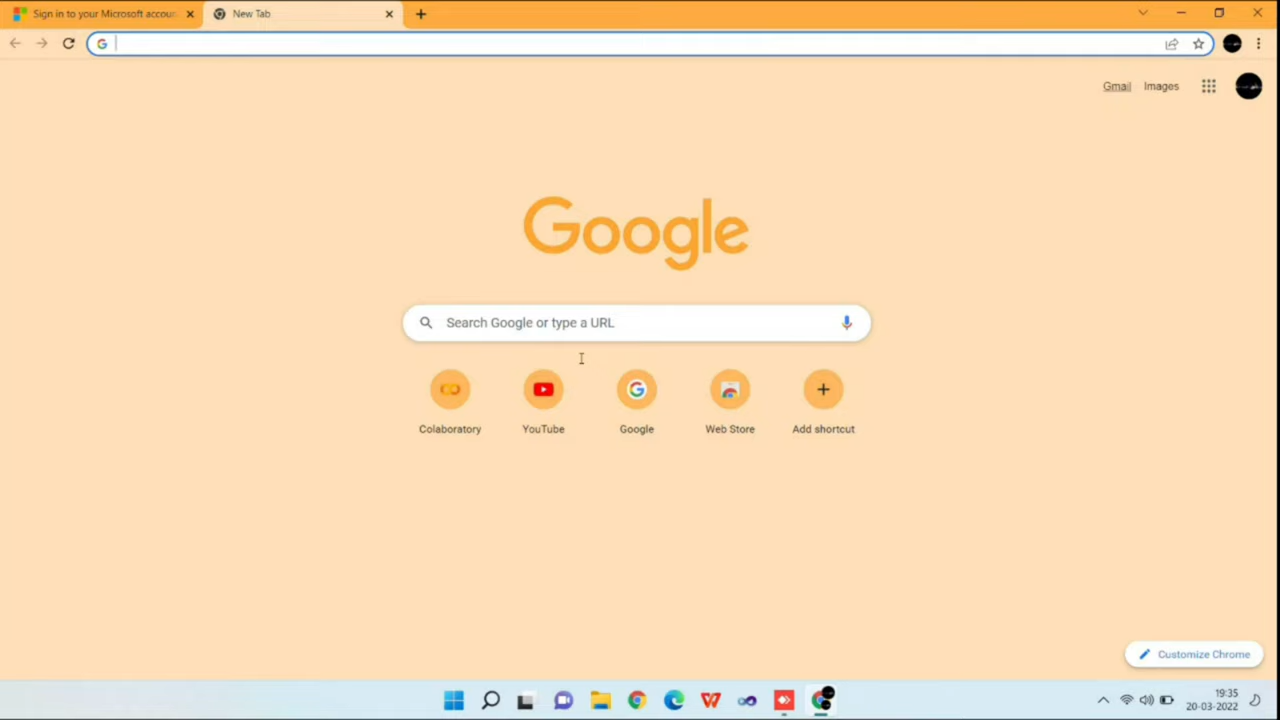 Sign in to your Microsoft accoun
New Tab
Gmail Images
Google
Search Google or type a URL
Colaboratory YouTube Google Web Store Add shortcut
Customize Chrome
19:35
20-03-2022